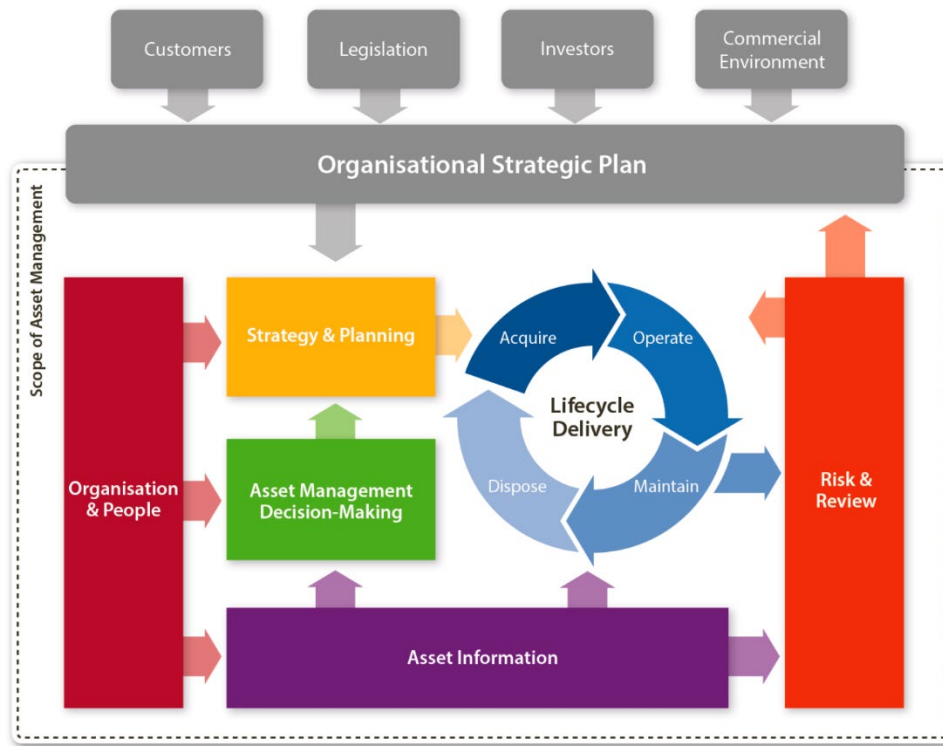 Customers
Legislation
Investors
Commercial
Environment
Organisational Strategic Plan
Scope of Asset Management
Strategy & Planning
Acquire
Operate
Lifecycle
Delivery
Organisation
& People
Asset Management
Decision-Making
Dispose
Maintain
Risk &
Review
Asset Information